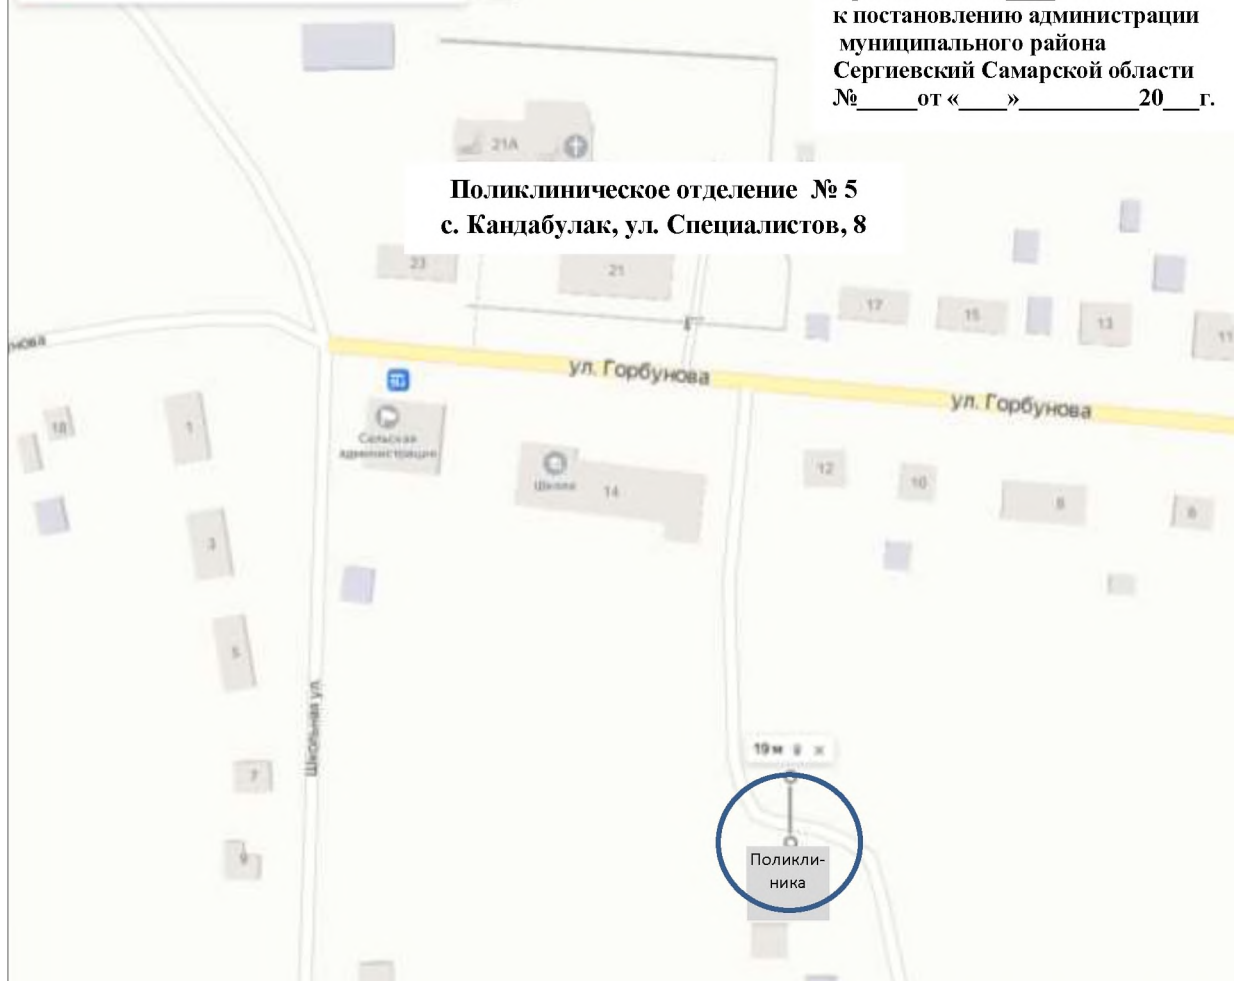 к постановлению администрации
муниципального района
Сергиевский Самарской области
№_____от «____»__________20___г.
21А
Поликлиническое отделение № 5
с. Кандабулак, ул. Специалистов, 8
23
21
17
15
13
11
ул. Горбунова
ул. Горбунова
18
1
Сельская
администрация
Школа
14
12
10
8
6
3
5
Школьная ул.
7
9
19 м
Поликли-
ника